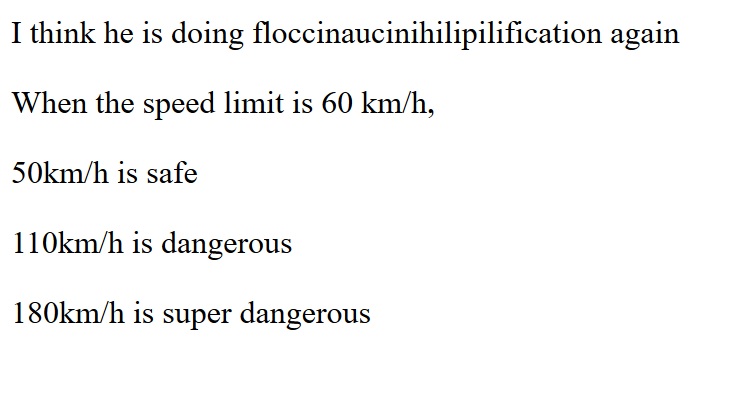 I think he is doing floccinaucinihilipilification again
When the speed limit is 60 km/h,
50km/h is safe
110km/h is dangerous
180km/h is super dangerous